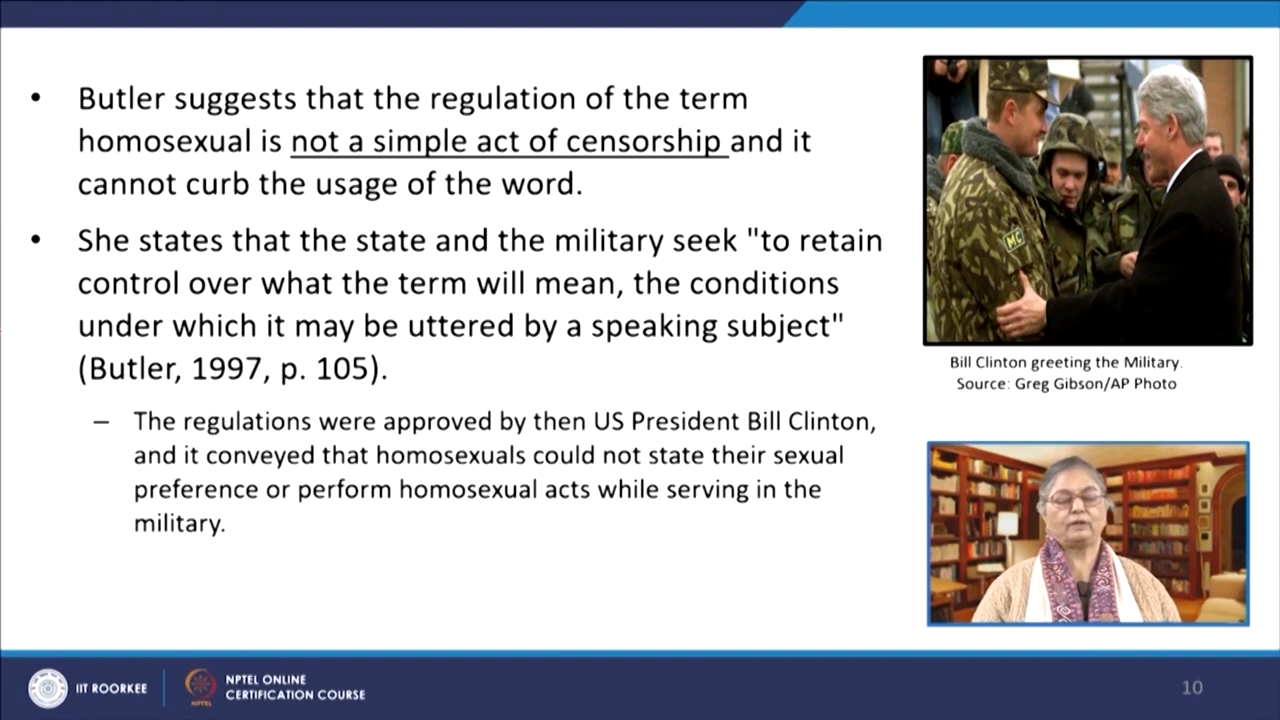 • Butler suggests that the regulation of the term
homosexual is not a simple act of censorship and it
cannot curb the usage of the word.
• She states that the state and the military seek "to retain
control over what the term will mean, the conditions
under which it may be uttered by a speaking subject"
(Butler, 1997, p. 105).
– The regulations were approved by then US President Bill Clinton,
and it conveyed that homosexuals could not state their sexual
preference or perform homosexual acts while serving in the
military.
MC
Bill Clinton greeting the Military.
Source: Greg Gibson/AP Photo
IIT ROORKEE
NPTEL
NPTEL ONLINE
CERTIFICATION COURSE
10